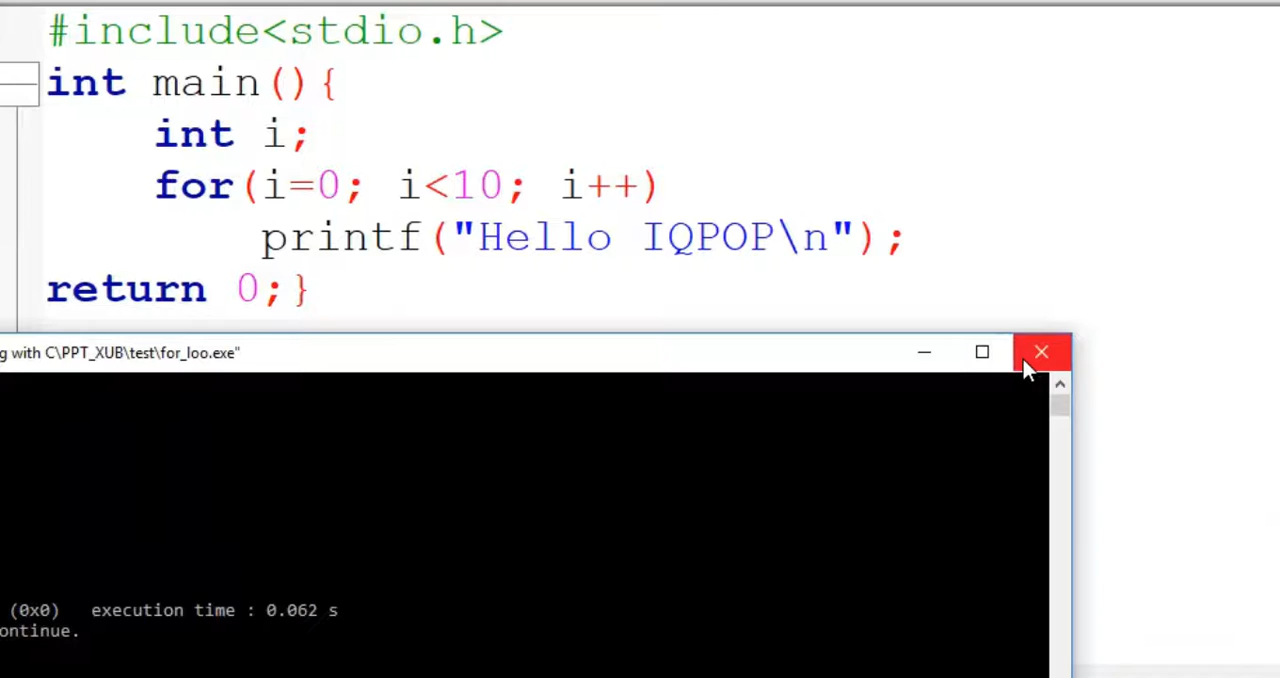 #include<stdio.h>
int main(){
int i;
for(i=0; i<10; i++)
printf("Hello IQPOP\n");
return 0;}
g with C\PPT_XUB\test\for_loo.exe"
(0x0) execution time : 0.062 s
ontinue.